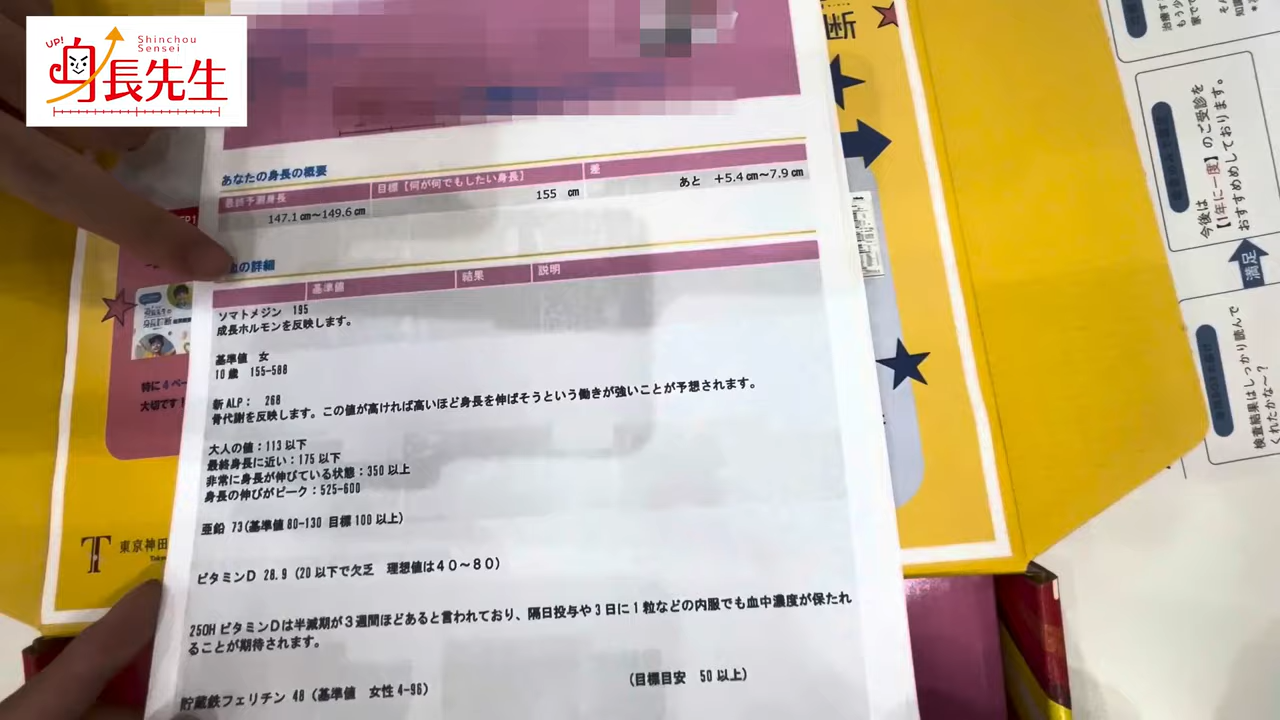 UP!
Shinchou
Sensei
身長先生
あなたの身長の概要
最終予測身長
目標【何が何でもしたい身長】
差
147.1 ㎝～149.6㎝
155 ㎝
あと +5.4㎝～7.9㎝
の詳細
基準値
結果
説明
ソマトメジン 195
成長ホルモンを反映します。
基準値 女
10歳 155-588
新ALP： 268
骨代謝を反映します。この値が高ければ高いほど身長を伸ばそうという働きが強いことが予想されます。
大人の値：113以下
最終身長に近い：175以下
非常に身長が伸びている状態：350以上
身長の伸びがピーク：525-600
亜鉛 73(基準値80-130 目標100以上)
ビタミンD 28.9（20以下で欠乏 理想値は４０～８０）
25OHビタミンDは半減期が３週間ほどあると言われており、隔日投与や３日に１粒などの内服でも血中濃度が保たれ
ることが期待されます。
貯蔵鉄フェリチン 48（基準値 女性4-96）
（目標目安 50以上）
特に4ペー
大切です！
東京神田
断
今後は
【1年に一度】のご受診を
おすすめしております。
満足
検査結果はしっかり読んで
くれたかな～？